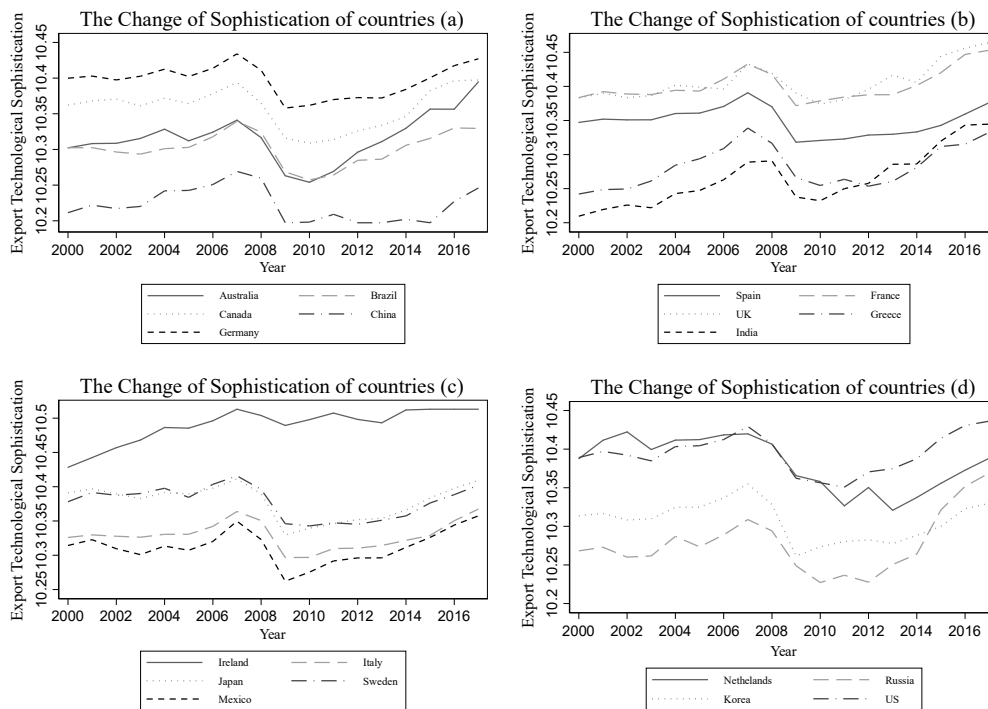 The Change of Sophistication of countries (a)
Export Technological Sophistication
10.45
10.4
10.35
10.3
10.25
10.2
2000 2002 2004 2006 2008 2010 2012 2014 2016
Year
Australia Brazil
Canada China
Germany
The Change of Sophistication of countries (b)
Export Technological Sophistication
10.45
10.4
10.35
10.3
10.25
10.2
2000 2002 2004 2006 2008 2010 2012 2014 2016
Year
Spain France
UK Greece
India
The Change of Sophistication of countries (c)
Export Technological Sophistication
10.5
10.45
10.4
10.35
10.3
10.25
2000 2002 2004 2006 2008 2010 2012 2014 2016
Year
Ireland Italy
Japan Sweden
Mexico
The Change of Sophistication of countries (d)
Export Technological Sophistication
10.45
10.4
10.35
10.3
10.25
10.2
2000 2002 2004 2006 2008 2010 2012 2014 2016
Year
Nethelands Russia
Korea US